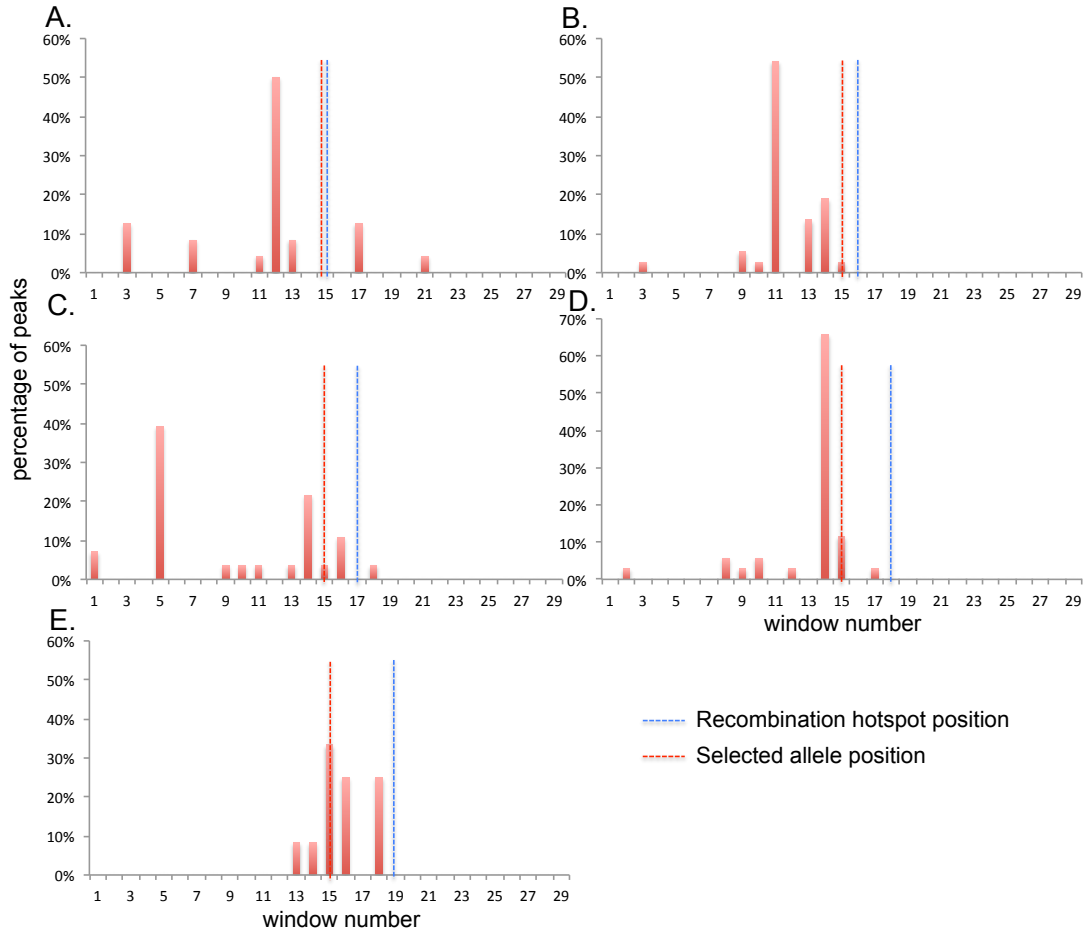 A.
60%
50%
40%
30%
20%
10%
0%
1 3 5 7 9 11 13 15 17 19 21 23 25 27 29
B.
60%
50%
40%
30%
20%
10%
0%
1 3 5 7 9 11 13 15 17 19 21 23 25 27 29
percentage of peaks
C.
60%
50%
40%
30%
20%
10%
0%
1 3 5 7 9 11 13 15 17 19 21 23 25 27 29
D.
70%
60%
50%
40%
30%
20%
10%
0%
1 3 5 7 9 11 13 15 17 19 21 23 25 27 29
window number
E.
60%
50%
40%
30%
20%
10%
0%
1 3 5 7 9 11 13 15 17 19 21 23 25 27 29
window number
Recombination hotspot position
Selected allele position